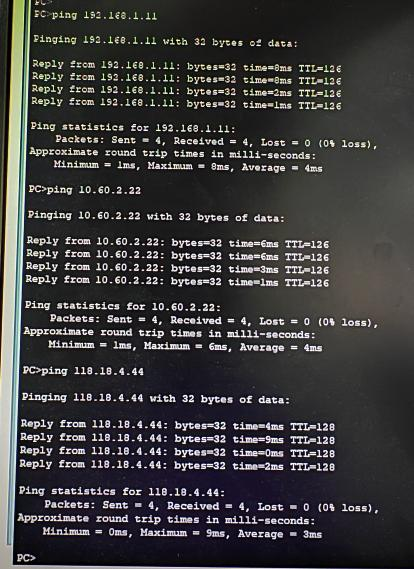 PC>
PC>ping 192.168.1.11
Pinging 192.168.1.11 with 32 bytes of data:
Reply from 192.168.1.11: bytes=32 time=8ms TTL=126
Reply from 192.168.1.11: bytes=32 time=8ms TTL=126
Reply from 192.168.1.11: bytes=32 time=2ms TTL=126
Reply from 192.168.1.11: bytes=32 time=1ms TTL=126
Ping statistics for 192.168.1.11:
Packets: Sent = 4, Received = 4, Lost = 0 (0% loss),
Approximate round trip times in milli-seconds:
Minimum = 1ms, Maximum = 8ms, Average = 4ms
PC>ping 10.60.2.22
Pinging 10.60.2.22 with 32 bytes of data:
Reply from 10.60.2.22: bytes=32 time=6ms TTL=126
Reply from 10.60.2.22: bytes=32 time=6ms TTL=126
Reply from 10.60.2.22: bytes=32 time=3ms TTL=126
Reply from 10.60.2.22: bytes=32 time=1ms TTL=126
Ping statistics for 10.60.2.22:
Packets: Sent = 4, Received = 4, Lost = 0 (0% loss),
Approximate round trip times in milli-seconds:
Minimum = 1ms, Maximum = 6ms, Average = 4ms
PC>ping 118.18.4.44
Pinging 118.18.4.44 with 32 bytes of data:
Reply from 118.18.4.44: bytes=32 time=4ms TTL=128
Reply from 118.18.4.44: bytes=32 time=9ms TTL=128
Reply from 118.18.4.44: bytes=32 time=0ms TTL=128
Reply from 118.18.4.44: bytes=32 time=2ms TTL=128
Ping statistics for 118.18.4.44:
Packets: Sent = 4, Received = 4, Lost = 0 (0% loss),
Approximate round trip times in milli-seconds:
Minimum = 0ms, Maximum = 9ms, Average = 3ms
PC>